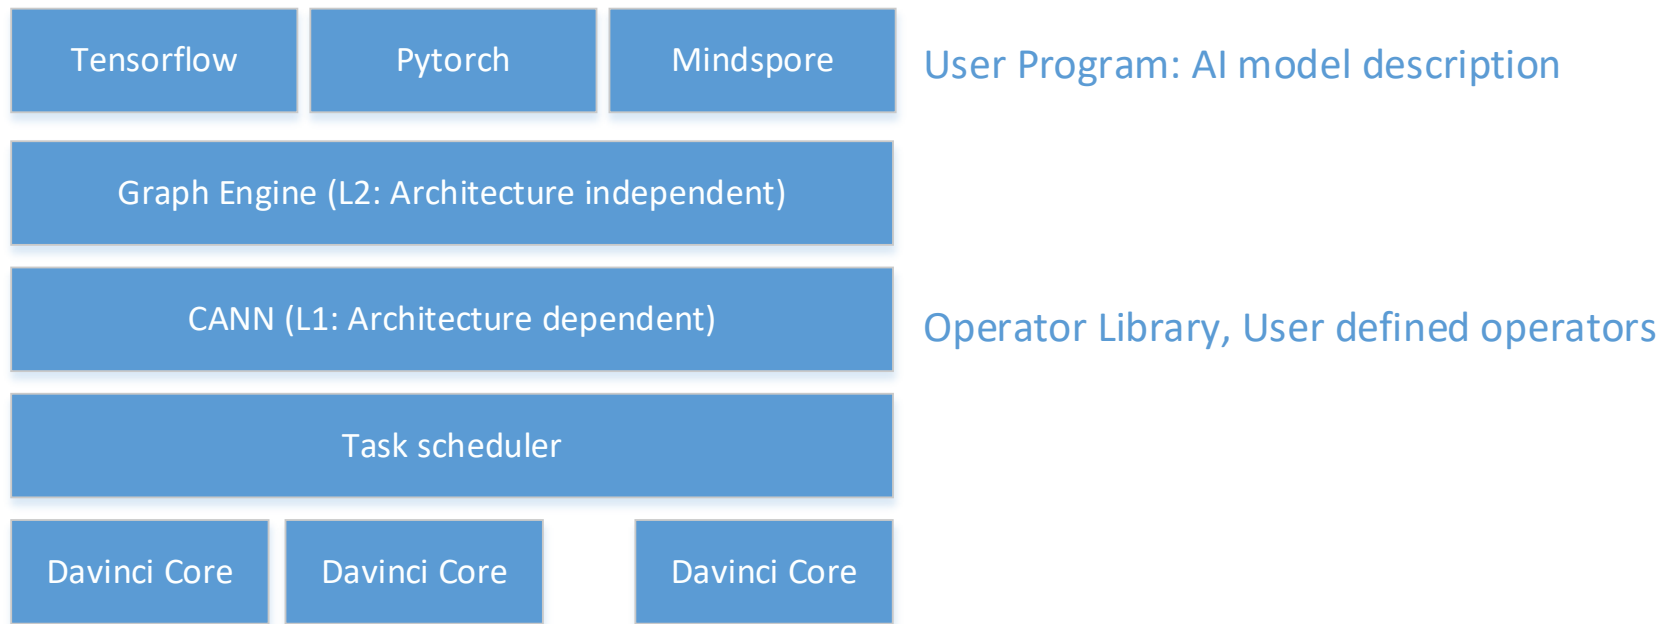 Tensorflow
Pytorch
Mindspore
User Program: AI model description
Graph Engine (L2: Architecture independent)
CANN (L1: Architecture dependent)
Operator Library, User defined operators
Task scheduler
Davinci Core
Davinci Core
Davinci Core